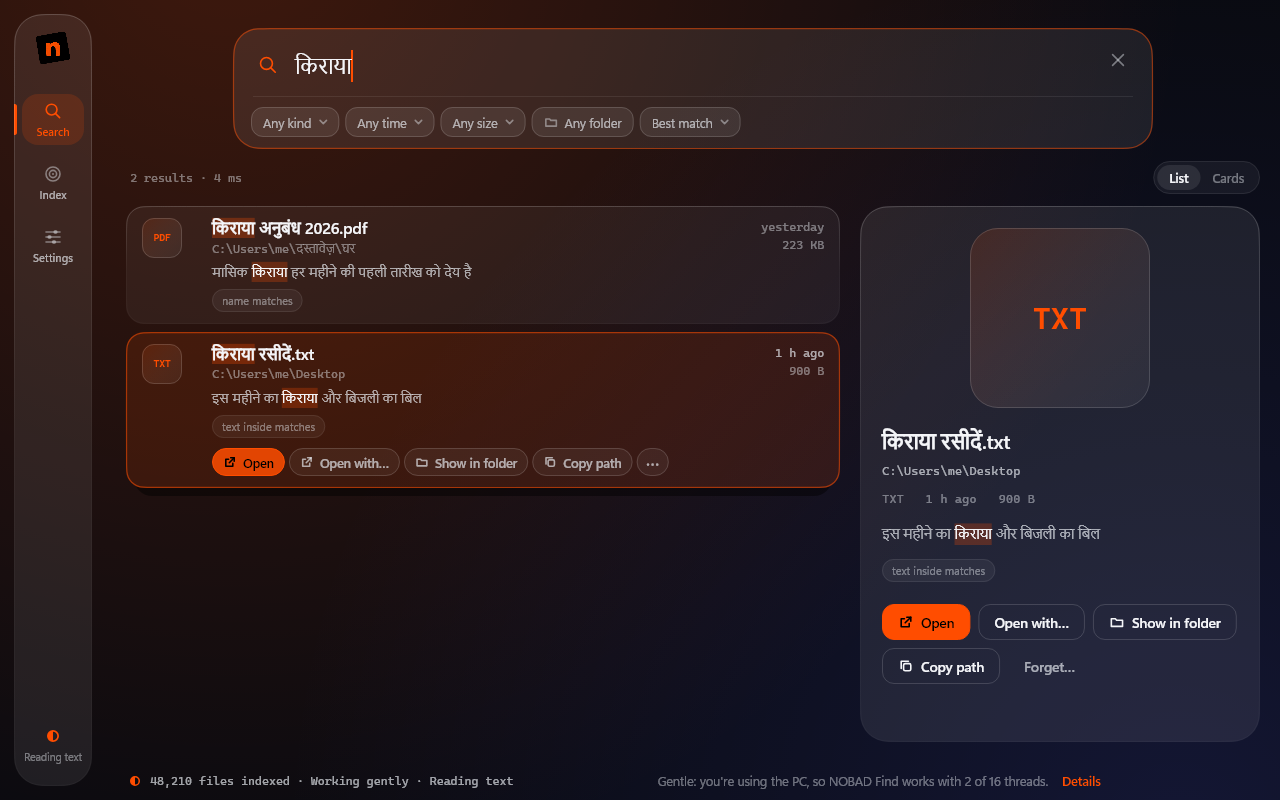 n
किराया
Search
Any kind Any time Any size Any folder Best match
2 results · 4 ms
List Cards
Index
Settings
PDF
किराया अनुबंध 2026.pdf
yesterday
C:\Users\me\दस्तावेज़\घर
223 KB
मासिक किराया हर महीने की पहली तारीख को देय है
name matches
TXT
किराया रसीदें.txt
1 h ago
C:\Users\me\Desktop
900 B
इस महीने का किराया और बिजली का बिल
text inside matches
Open Open with... Show in folder Copy path ...
TXT
किराया रसीदें.txt
C:\Users\me\Desktop
TXT 1 h ago 900 B
इस महीने का किराया और बिजली का बिल
text inside matches
Open Open with... Show in folder
Copy path Forget...
Reading text
48,210 files indexed · Working gently · Reading text
Gentle: you're using the PC, so NOBAD Find works with 2 of 16 threads. Details